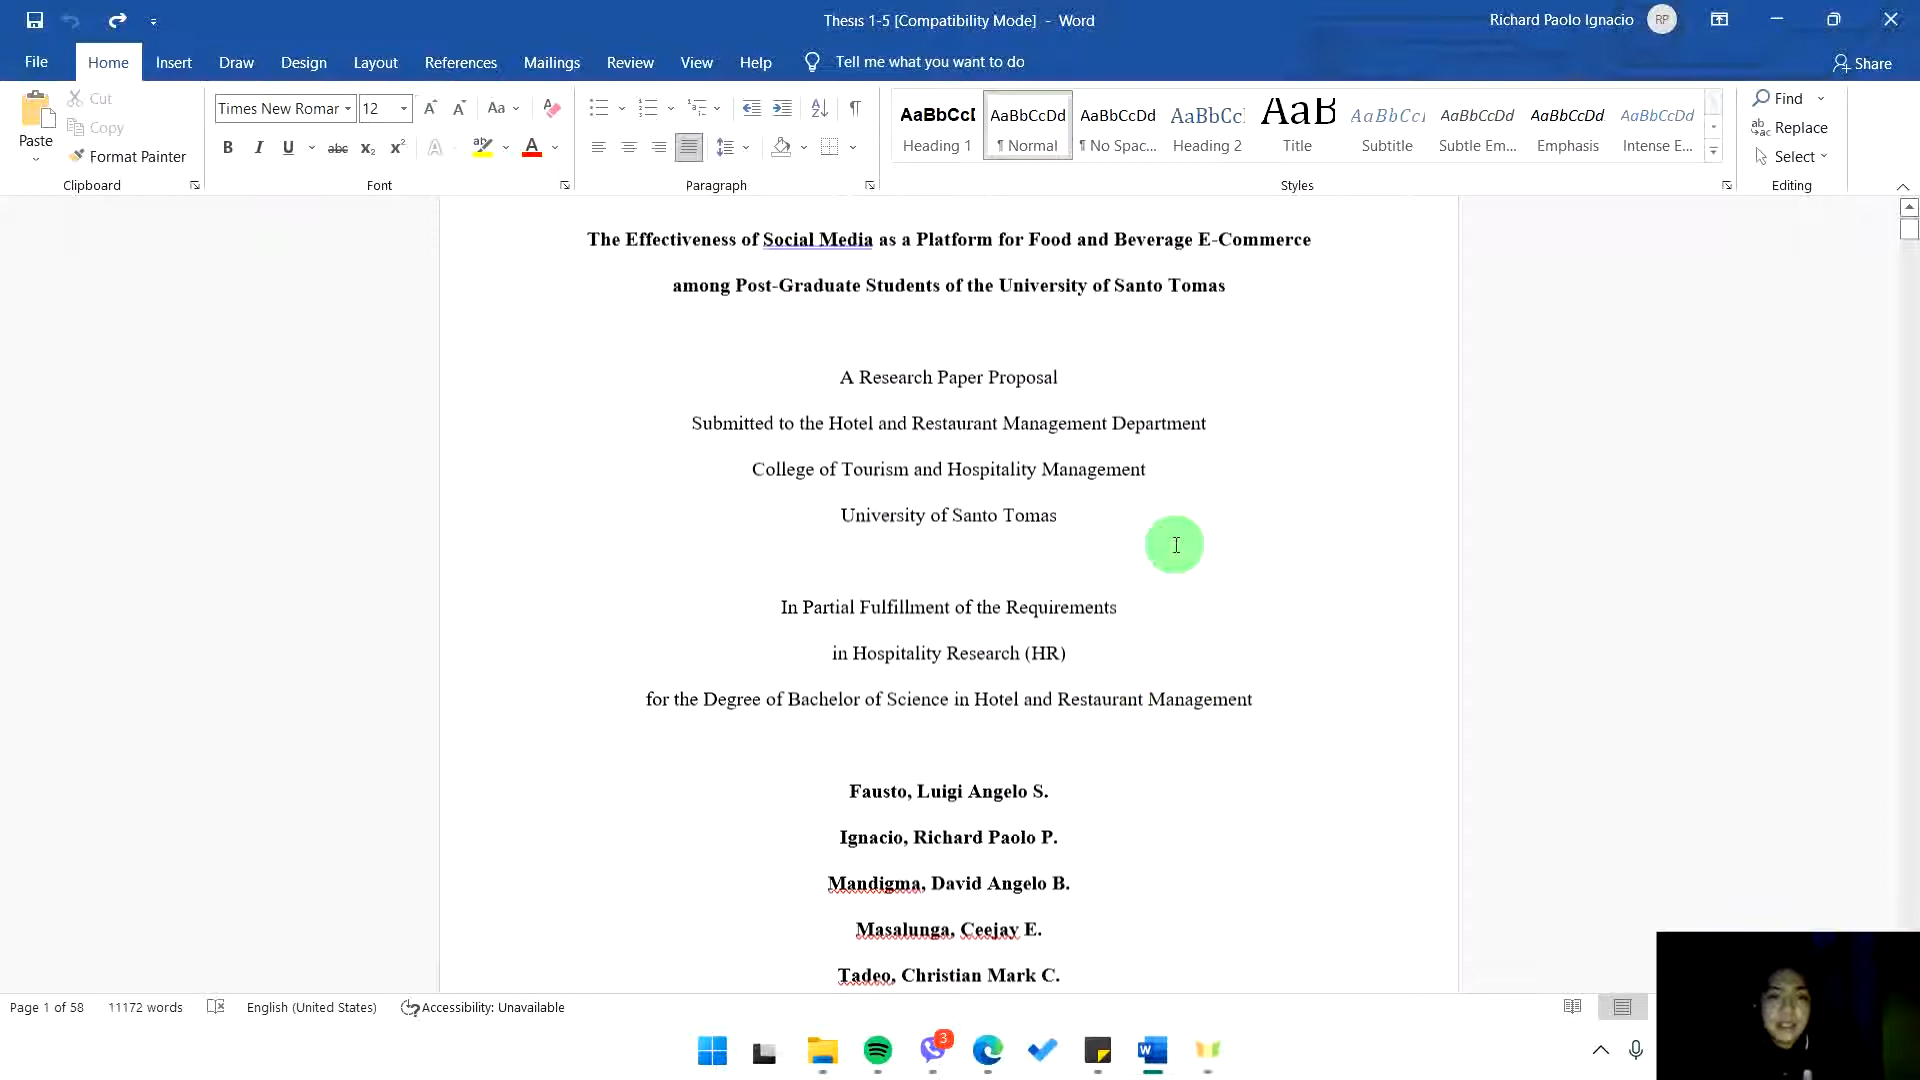 Thesis 1-5 [Compatibility Mode] - Word
Richard Paolo Ignacio RP
File Home Insert Draw Design Layout References Mailings Review View Help Tell me what you want to do Share
Paste
Cut
Copy
Format Painter
Clipboard
Times New Romar 12
Font
Paragraph
AaBbCcI AaBbCcDd AaBbCcDd AaBbCc AaB AaBbCcI AaBbCcDd AaBbCcDd AaBbCcDd
Heading 1 ¶ Normal ¶ No Spac... Heading 2 Title Subtitle Subtle Em... Emphasis Intense E...
Styles
Find
Replace
Select
Editing
The Effectiveness of Social Media as a Platform for Food and Beverage E-Commerce
among Post-Graduate Students of the University of Santo Tomas
A Research Paper Proposal
Submitted to the Hotel and Restaurant Management Department
College of Tourism and Hospitality Management
University of Santo Tomas
In Partial Fulfillment of the Requirements
in Hospitality Research (HR)
for the Degree of Bachelor of Science in Hotel and Restaurant Management
Fausto, Luigi Angelo S.
Ignacio, Richard Paolo P.
Mandigma, David Angelo B.
Masalunga, Ceejay E.
Tadeo, Christian Mark C.
Page 1 of 58 11172 words English (United States) Accessibility: Unavailable
3